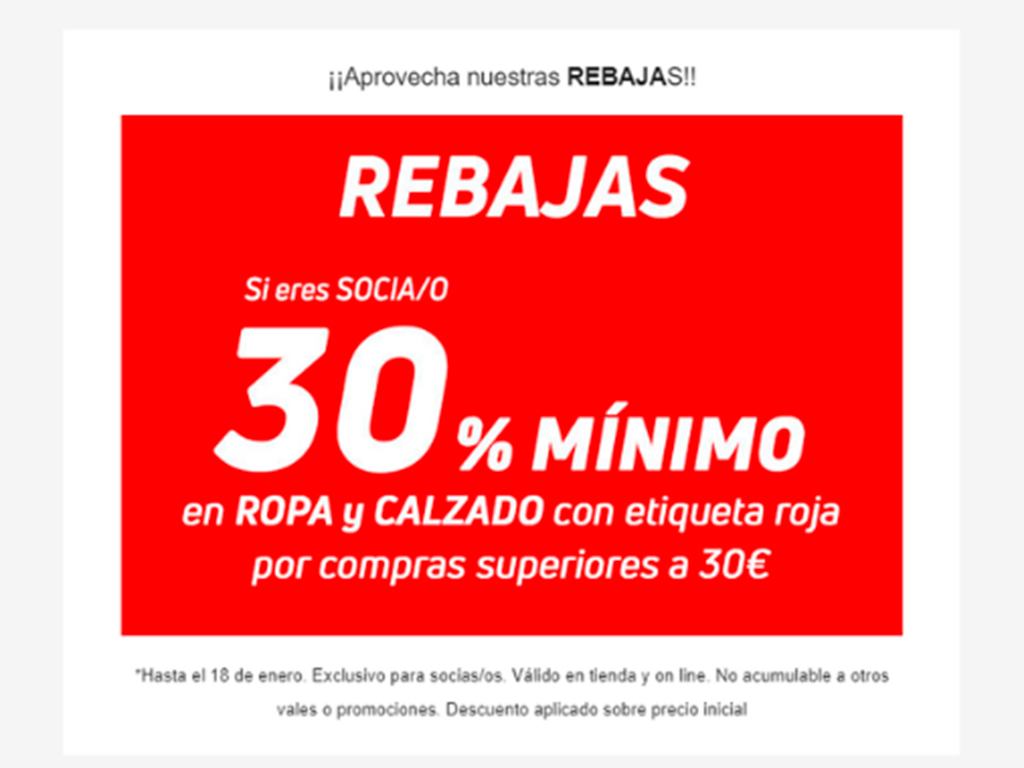 ¡¡Aprovecha nuestras REBAJAS!!
REBAJAS
Si eres SOCIA/O
30 % MÍNIMO
en ROPA y CALZADO con etiqueta roja
por compras superiores a 30€
*Hasta el 18 de enero. Exclusivo para socias/os. Válido en tienda y on line. No acumulable a otros
vales o promociones. Descuento aplicado sobre precio inicial